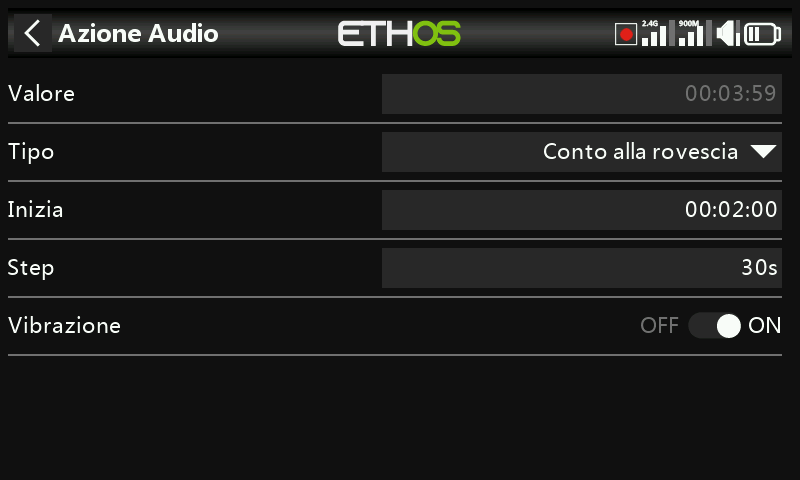 Azione Audio ETHOS 2.4G 900M
Valore 00:03:59
Tipo Conto alla rovescia
Inizia 00:02:00
Step 30s
Vibrazione OFF ON